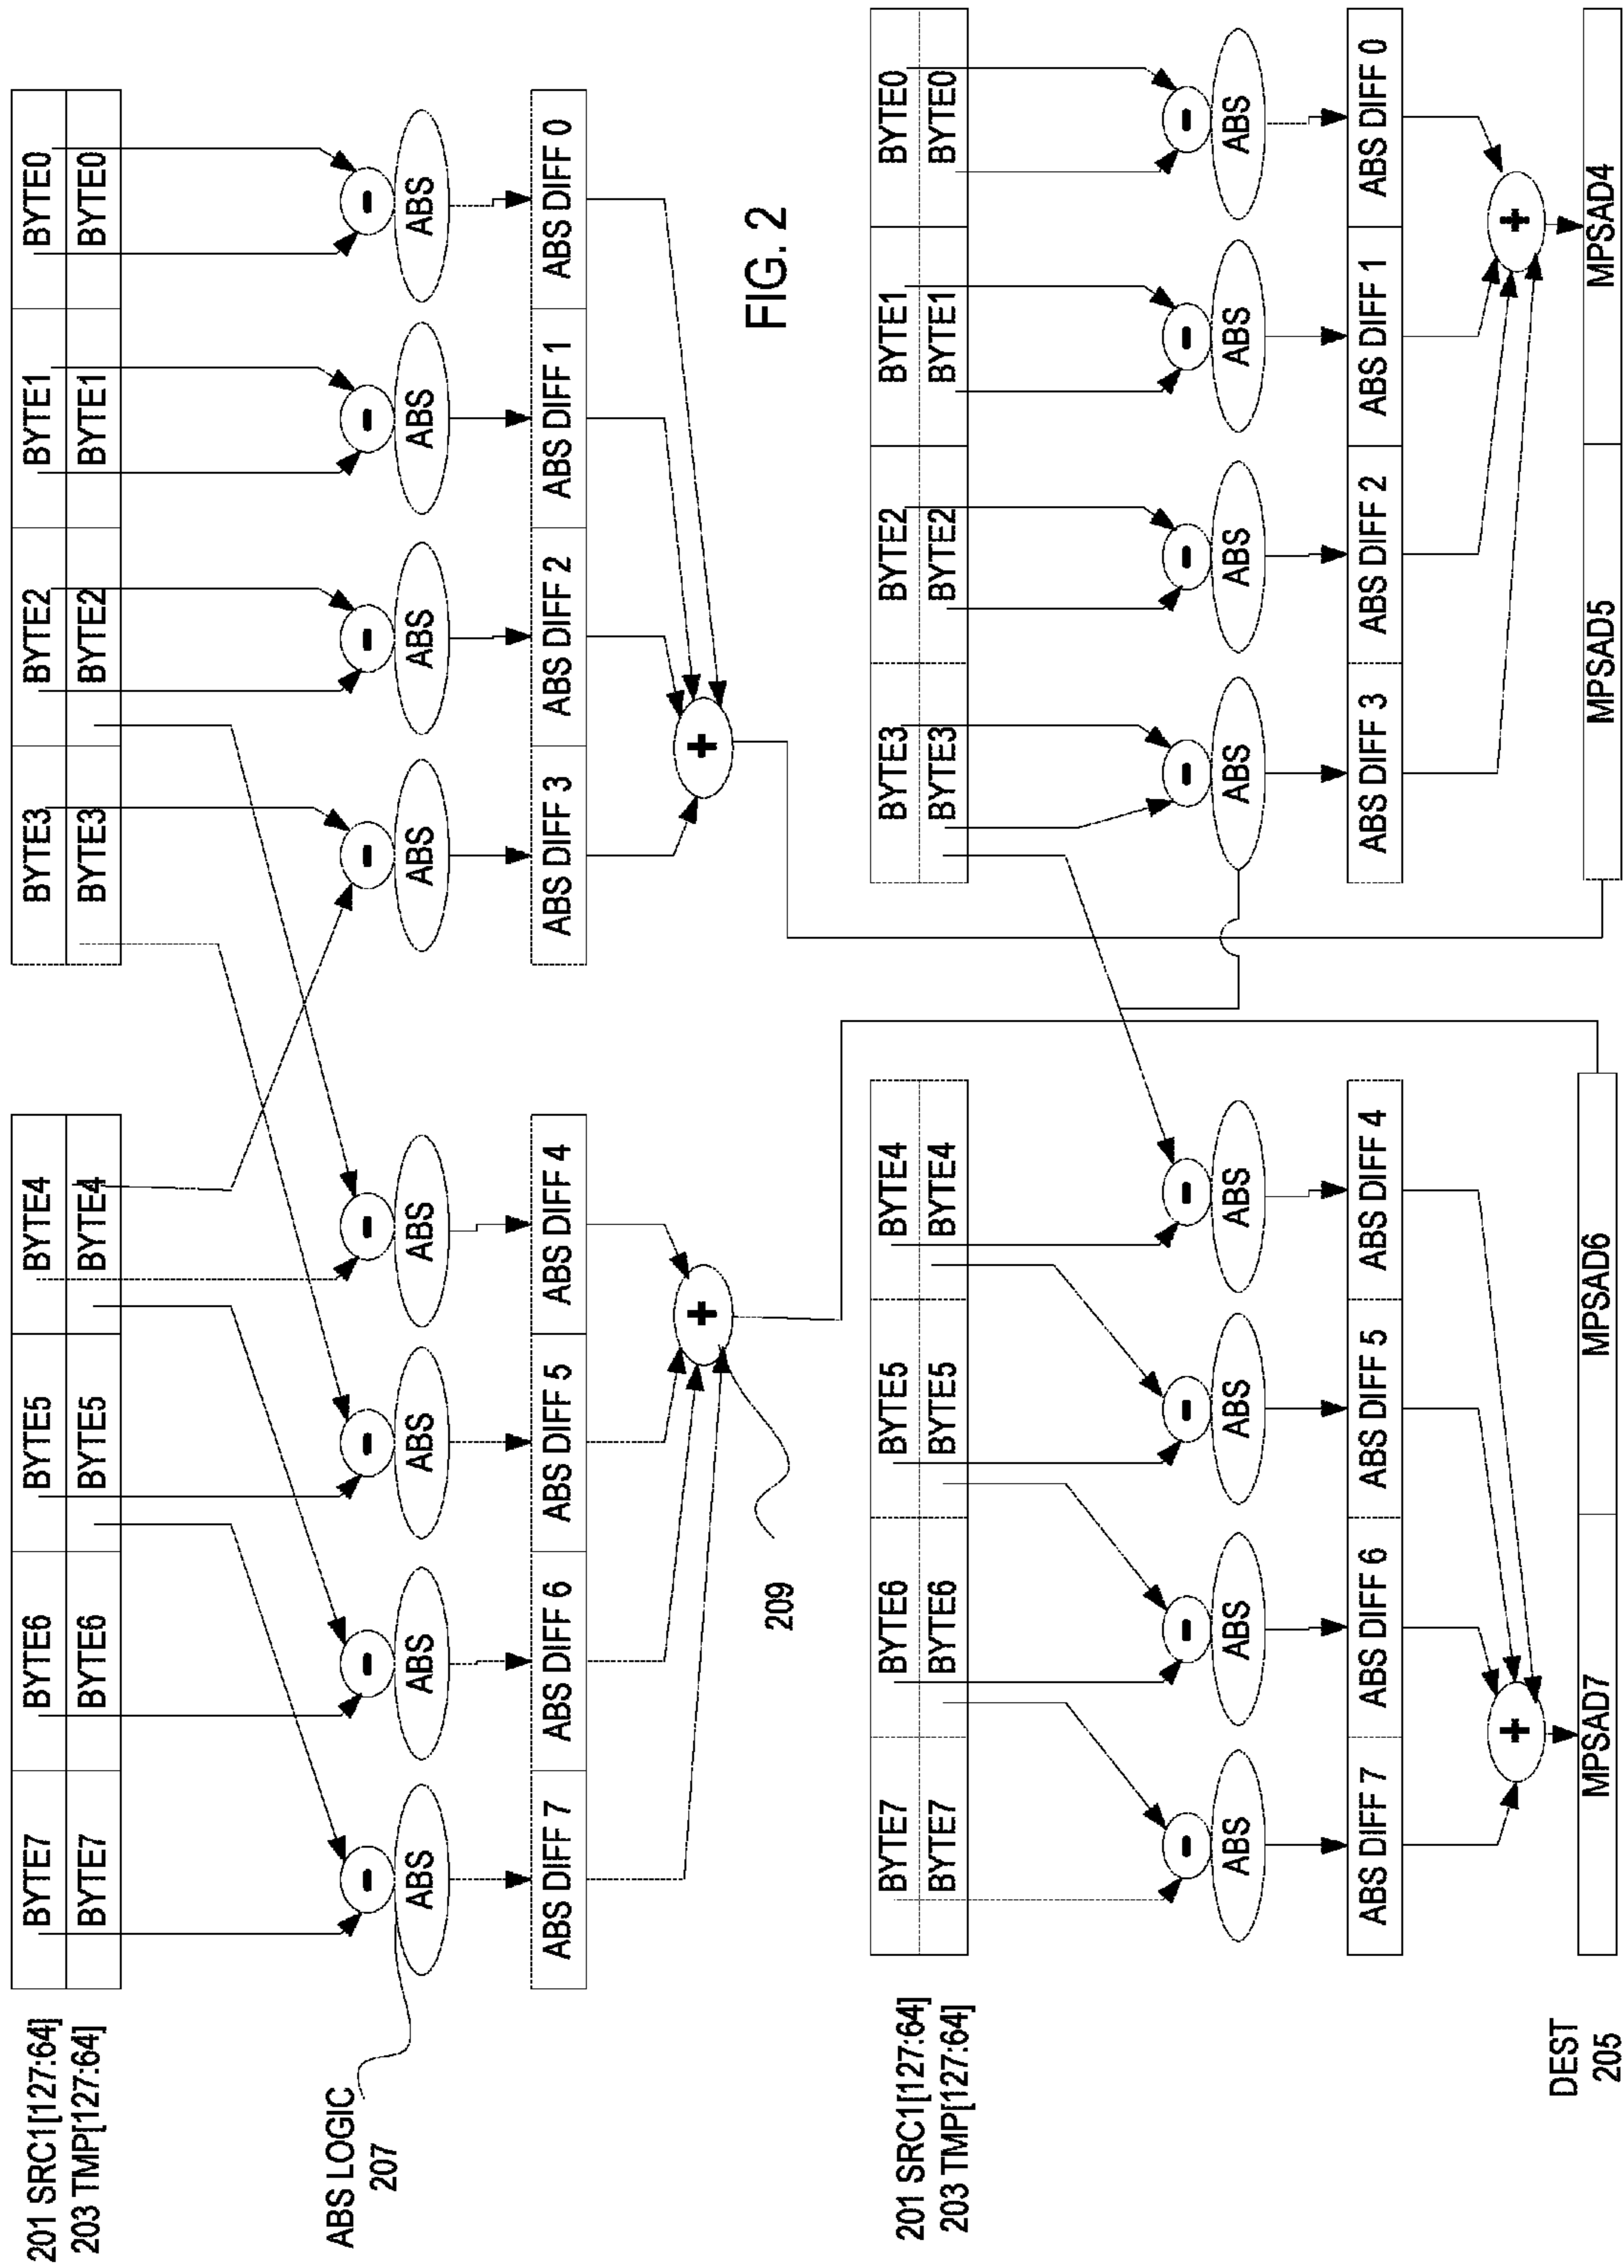 201 SRC1[127:64] BYTE7 BYTE6 BYTE5 BYTE4 BYTE3 BYTE2 BYTE1 BYTE0
203 TMP[127:64] BYTE7 BYTE6 BYTE5 BYTE4 BYTE3 BYTE2 BYTE1 BYTE0
- - - - - - - -
ABS LOGIC
207
ABS ABS ABS ABS ABS ABS ABS ABS
ABS DIFF 7 ABS DIFF 6 ABS DIFF 5 ABS DIFF 4 ABS DIFF 3 ABS DIFF 2 ABS DIFF 1 ABS DIFF 0
+ +
209
FIG. 2
201 SRC1[127:64] BYTE7 BYTE6 BYTE5 BYTE4 BYTE3 BYTE2 BYTE1 BYTE0
203 TMP[127:64] BYTE7 BYTE6 BYTE5 BYTE4 BYTE3 BYTE2 BYTE1 BYTE0
- - - - - - - -
ABS ABS ABS ABS ABS ABS ABS ABS
ABS DIFF 7 ABS DIFF 6 ABS DIFF 5 ABS DIFF 4 ABS DIFF 3 ABS DIFF 2 ABS DIFF 1 ABS DIFF 0
+ +
DEST
205
MPSAD7 MPSAD6 MPSAD5 MPSAD4